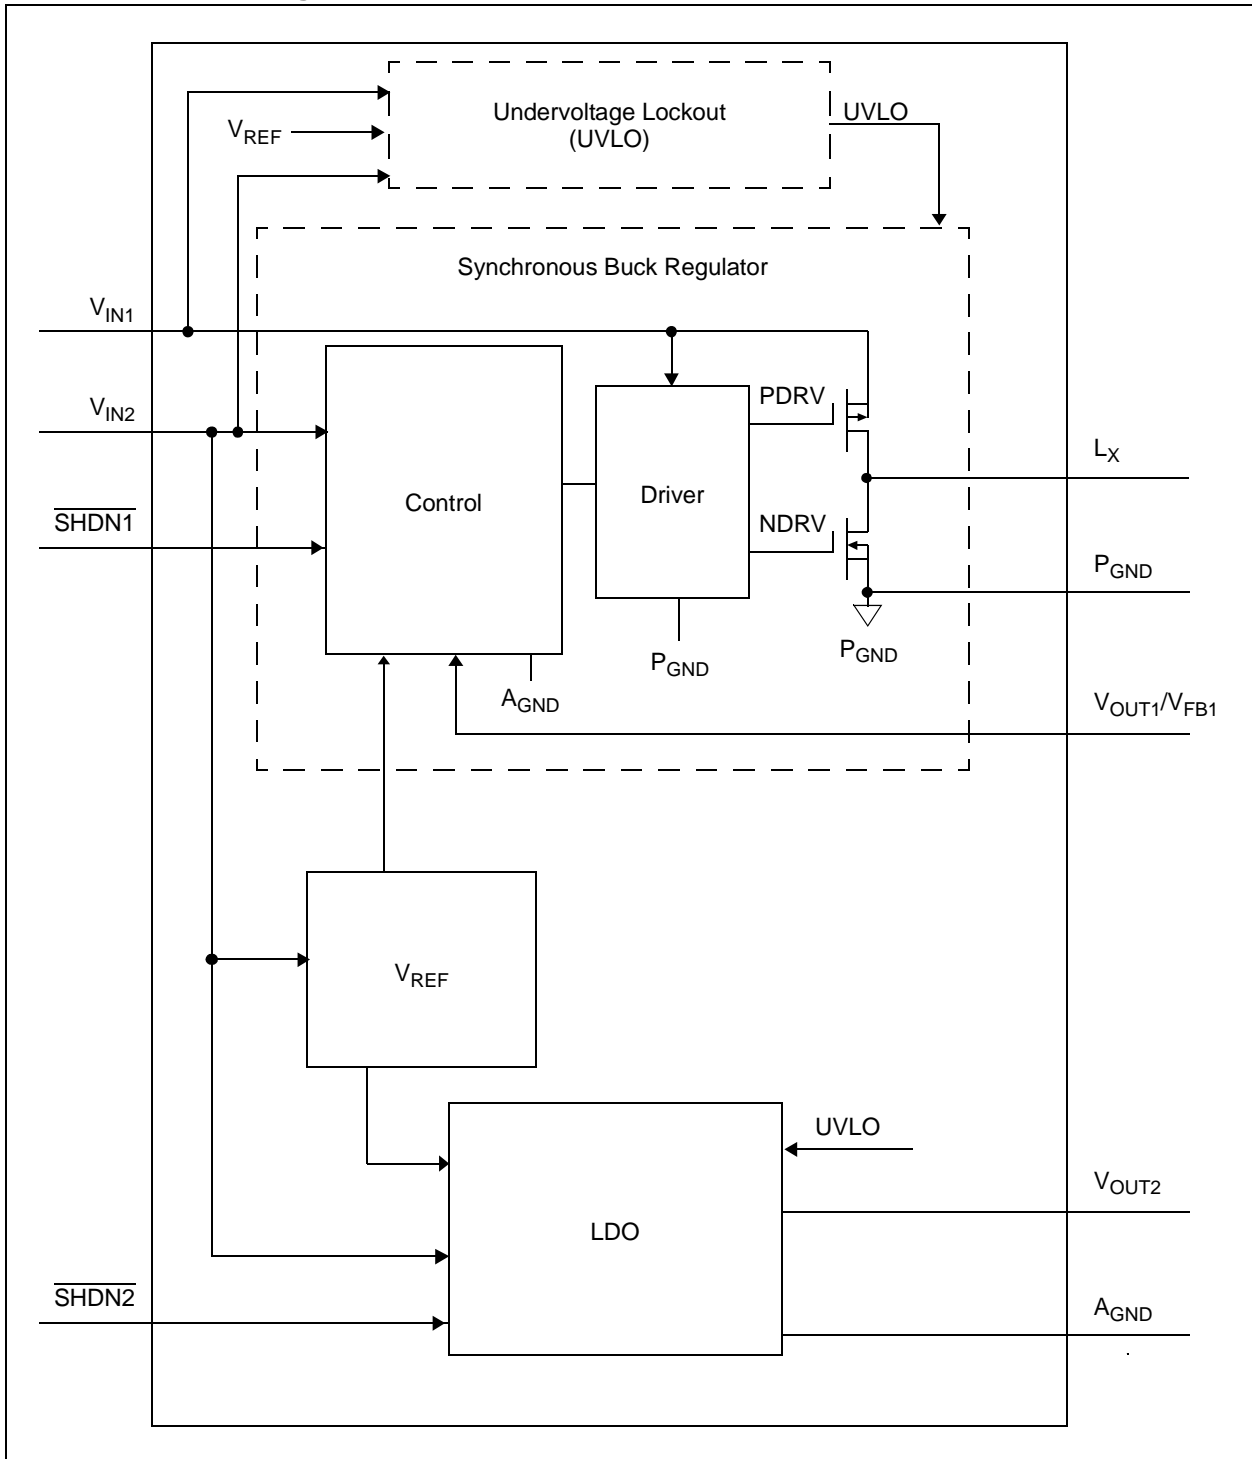 Undervoltage Lockout
(UVLO)
UVLO
VREF
Synchronous Buck Regulator
VIN1
VIN2
PDRV
LX
Control
Driver
SHDN1
NDRV
PGND
PGND
PGND
AGND
VOUT1/VFB1
VREF
UVLO
VOUT2
LDO
SHDN2
AGND